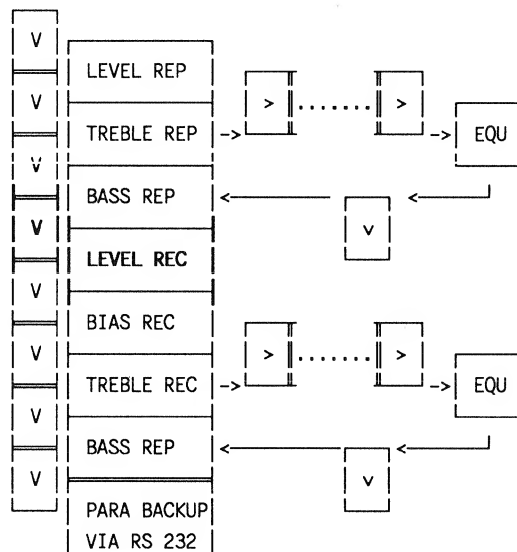 V
LEVEL REP
V
> ....... >
TREBLE REP -> -> EQU
V
BASS REP <
V
v
LEVEL REC
V
BIAS REC
V
> ....... >
TREBLE REC -> -> EQU
V
BASS REP <
V
v
PARA BACKUP
VIA RS 232